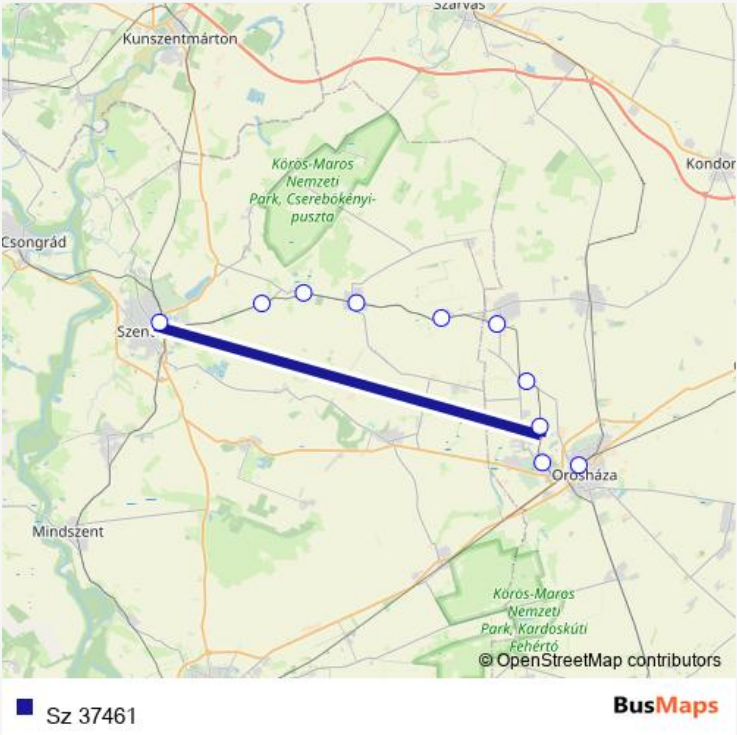 Szarvas
Kunszentmárton
Körös-Maros
Nemzeti
Park, Cserebökényi-
puszta
Kondor
Csongrád
Szent
Orosháza
Mindszent
Körös-Maros
Nemzeti
Park, Kardoskúti
Fehértó
© OpenStreetMap contributors
Sz 37461
BusMaps